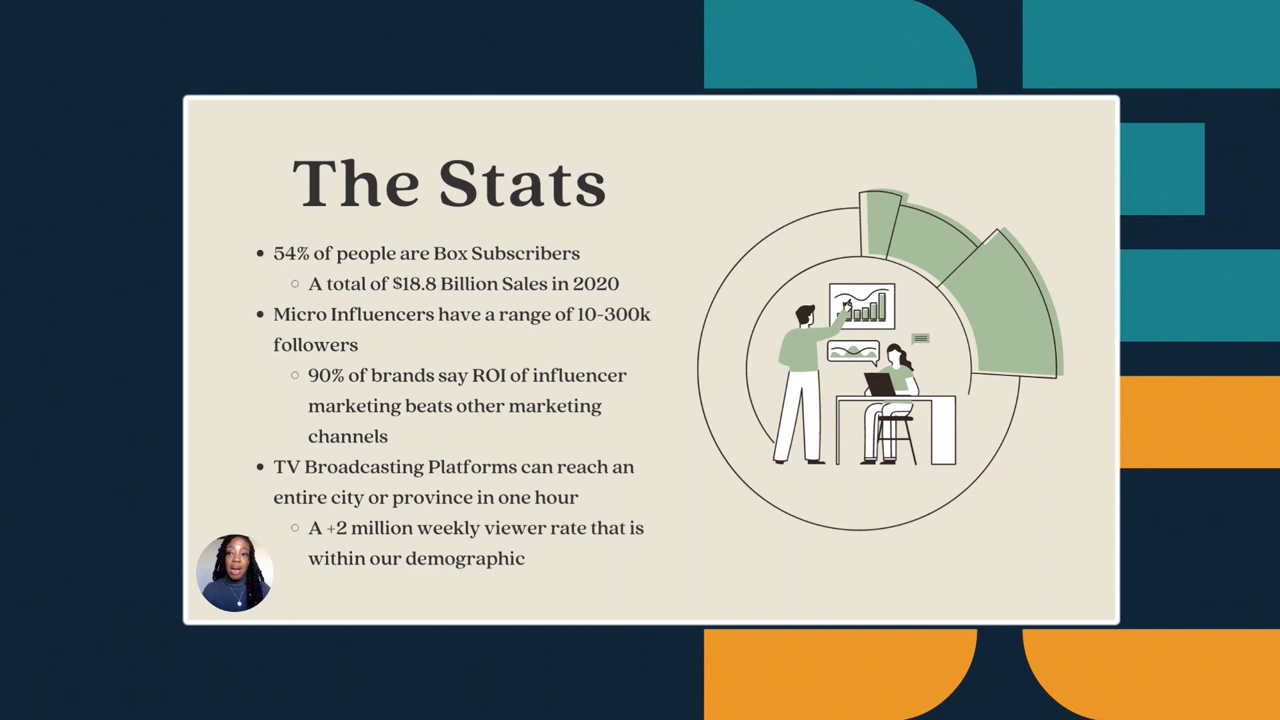 The Stats
• 54% of people are Box Subscribers
○ A total of $18.8 Billion Sales in 2020
• Micro Influencers have a range of 10-300k
followers
○ 90% of brands say ROI of influencer
marketing beats other marketing
channels
• TV Broadcasting Platforms can reach an
entire city or province in one hour
○ A +2 million weekly viewer rate that is
within our demographic